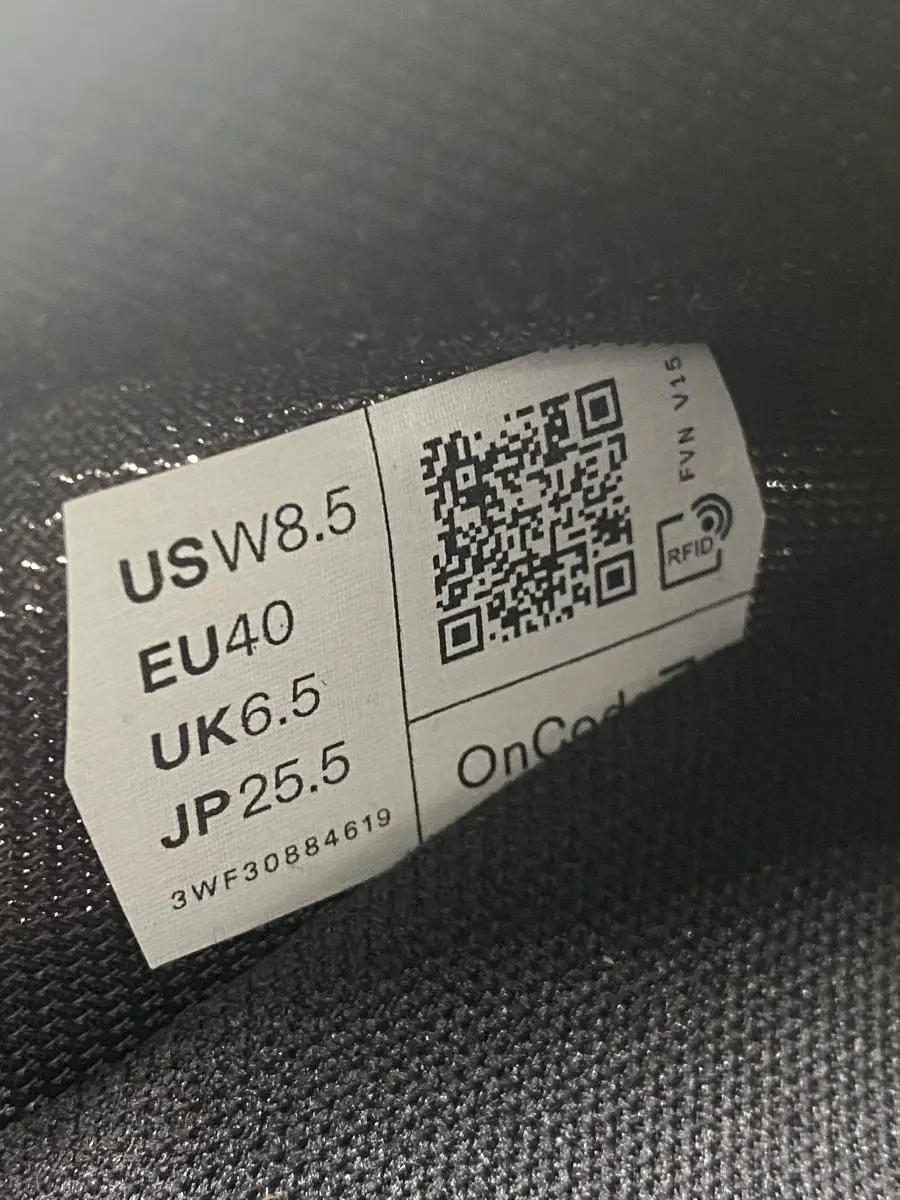 USW8.5
EU40
UK6.5
JP25.5
3WF30884619
FVN V15
RFID